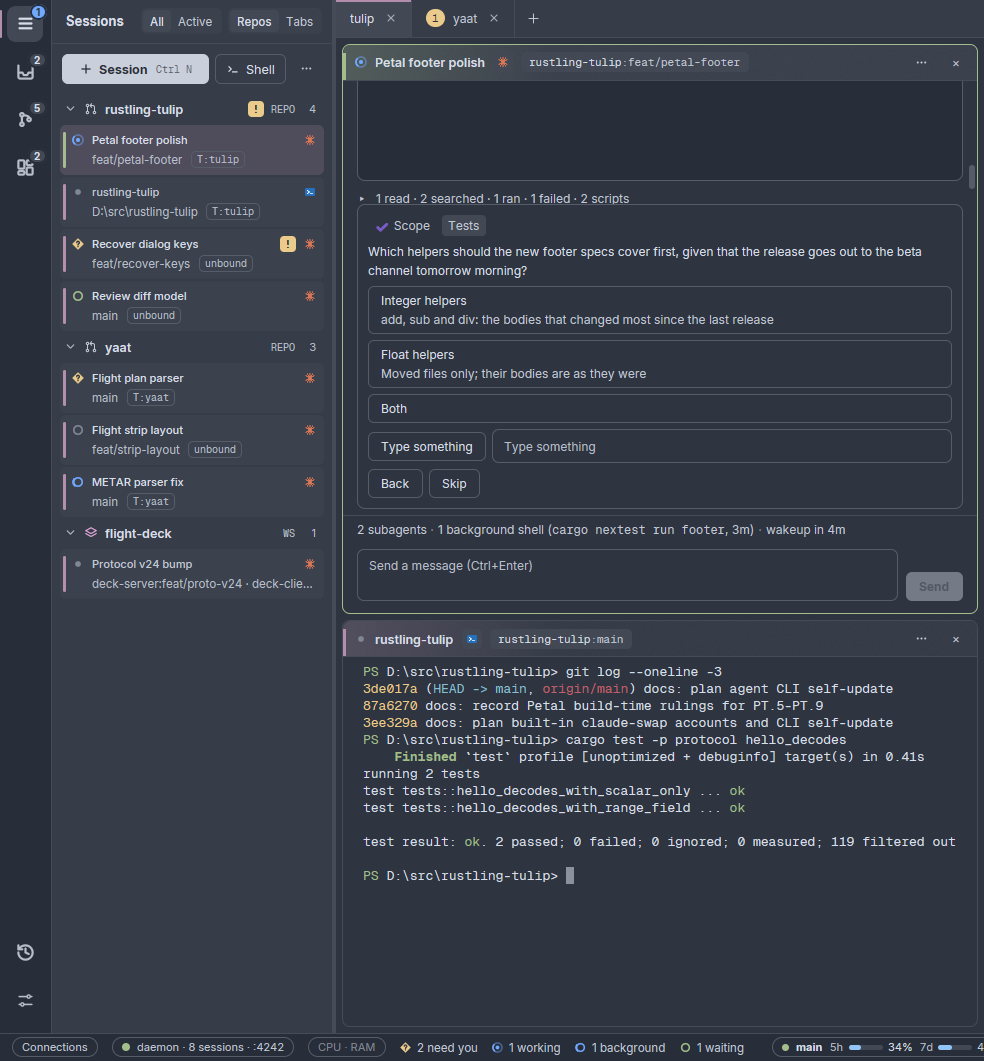 1
Sessions
All Active
Repos Tabs
tulip ×
1 yaat ×
+
+ Session Ctrl N
>_ Shell
···
2
5
2
rustling-tulip ! REPO 4
Petal footer polish
feat/petal-footer T:tulip
rustling-tulip
D:\src\rustling-tulip T:tulip
Recover dialog keys !
feat/recover-keys unbound
Review diff model
main unbound
yaat REPO 3
Flight plan parser
main T:yaat
Flight strip layout
feat/strip-layout unbound
METAR parser fix
main T:yaat
flight-deck WS 1
Protocol v24 bump
deck-server:feat/proto-v24 · deck-clie...
Petal footer polish rustling-tulip:feat/petal-footer ··· ×
1 read · 2 searched · 1 ran · 1 failed · 2 scripts
Scope Tests
Which helpers should the new footer specs cover first, given that the release goes out to the beta
channel tomorrow morning?
Integer helpers
add, sub and div: the bodies that changed most since the last release
Float helpers
Moved files only; their bodies are as they were
Both
Type something Type something
Back Skip
2 subagents · 1 background shell (cargo nextest run footer, 3m) · wakeup in 4m
Send a message (Ctrl+Enter)
Send
rustling-tulip rustling-tulip:main ··· ×
PS D:\src\rustling-tulip> git log --oneline -3
3de017a (HEAD -> main, origin/main) docs: plan agent CLI self-update
87a6270 docs: record Petal build-time rulings for PT.5-PT.9
3ee329a docs: plan built-in claude-swap accounts and CLI self-update
PS D:\src\rustling-tulip> cargo test -p protocol hello_decodes
Finished `test` profile [unoptimized + debuginfo] target(s) in 0.41s
running 2 tests
test tests::hello_decodes_with_scalar_only ... ok
test tests::hello_decodes_with_range_field ... ok
test result: ok. 2 passed; 0 failed; 0 ignored; 0 measured; 119 filtered out
PS D:\src\rustling-tulip>
Connections
daemon · 8 sessions · :4242
CPU · RAM
2 need you
1 working
1 background
1 waiting
main 5h 34% 7d 4